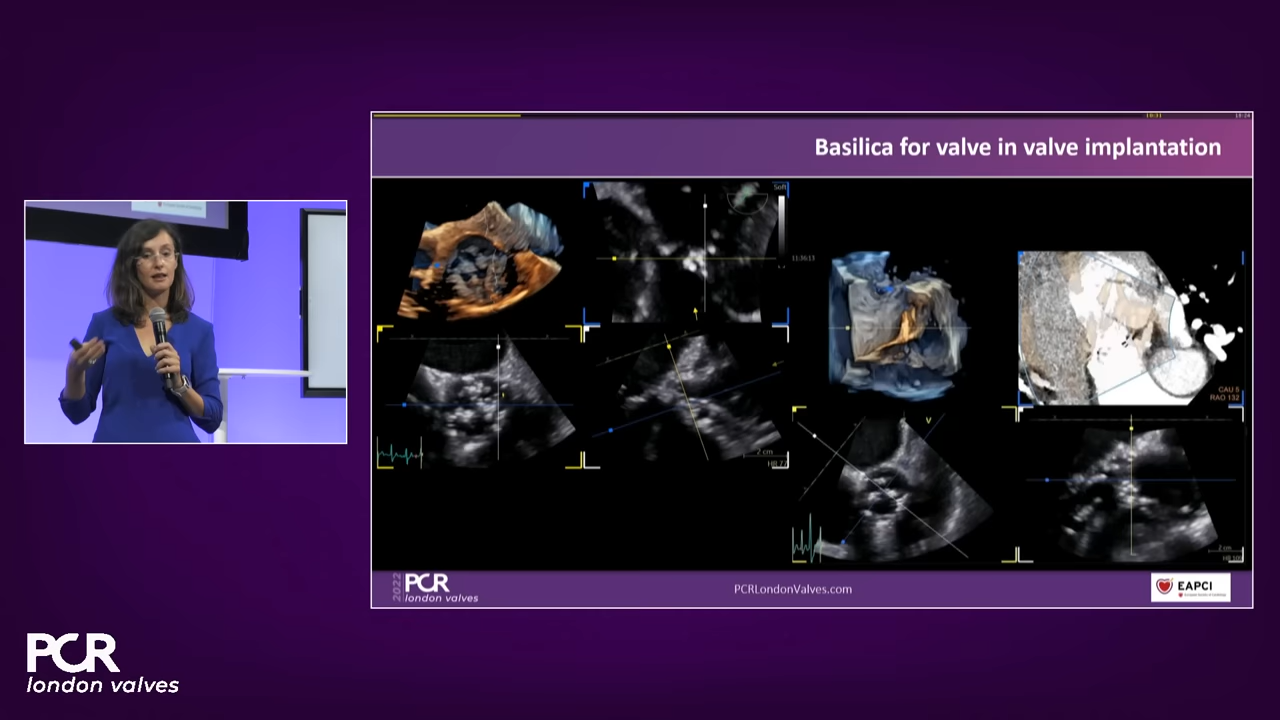 Basilica for valve in valve implantation
Soft
CAU 5
RAO 132
2 cm
2 cm
2022
PCR
london valves
PCRLondonValves.com
EAPCI
PCR
london valves